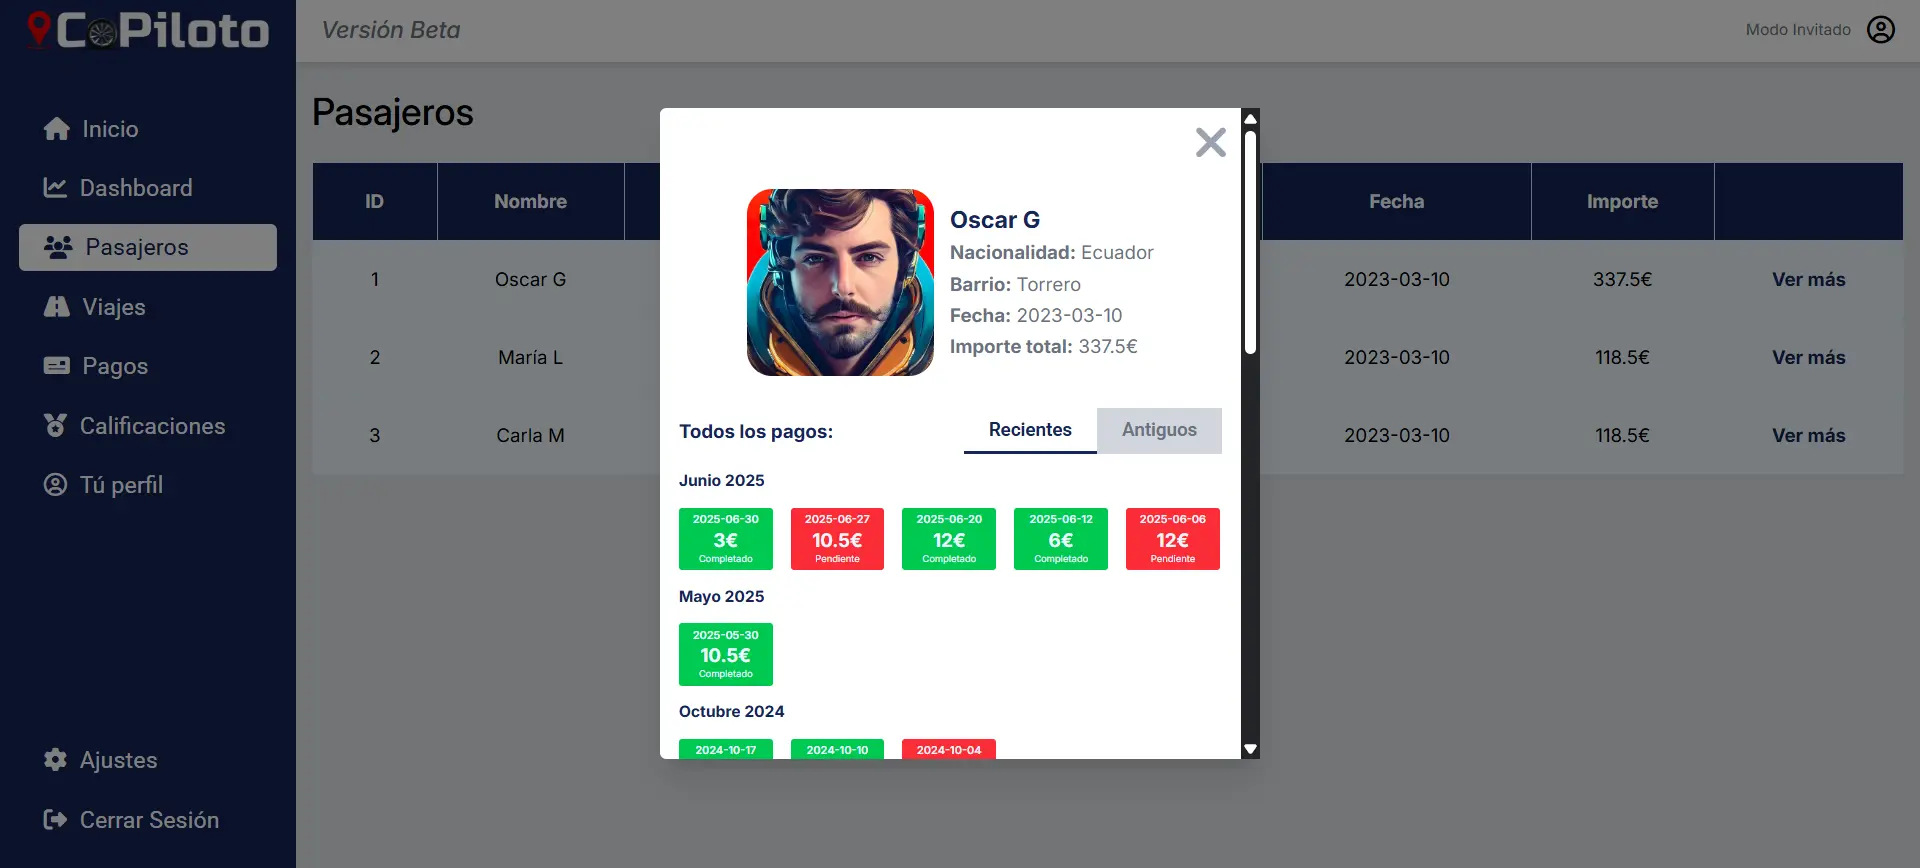 CoPiloto
Versión Beta
Modo Invitado
Inicio
Dashboard
Pasajeros
Viajes
Pagos
Calificaciones
Tú perfil
Ajustes
Cerrar Sesión
Pasajeros
ID Nombre Fecha Importe
1 Oscar G 2023-03-10 337.5€ Ver más
2 María L 2023-03-10 118.5€ Ver más
3 Carla M 2023-03-10 118.5€ Ver más
Oscar G
Nacionalidad: Ecuador
Barrio: Torrero
Fecha: 2023-03-10
Importe total: 337.5€
Todos los pagos:
Recientes Antiguos
Junio 2025
2025-06-30 2025-06-27 2025-06-20 2025-06-12 2025-06-06
3€ 10.5€ 12€ 6€ 12€
Completado Pendiente Completado Completado Pendiente
Mayo 2025
2025-05-30
10.5€
Completado
Octubre 2024
2024-10-17 2024-10-10 2024-10-04